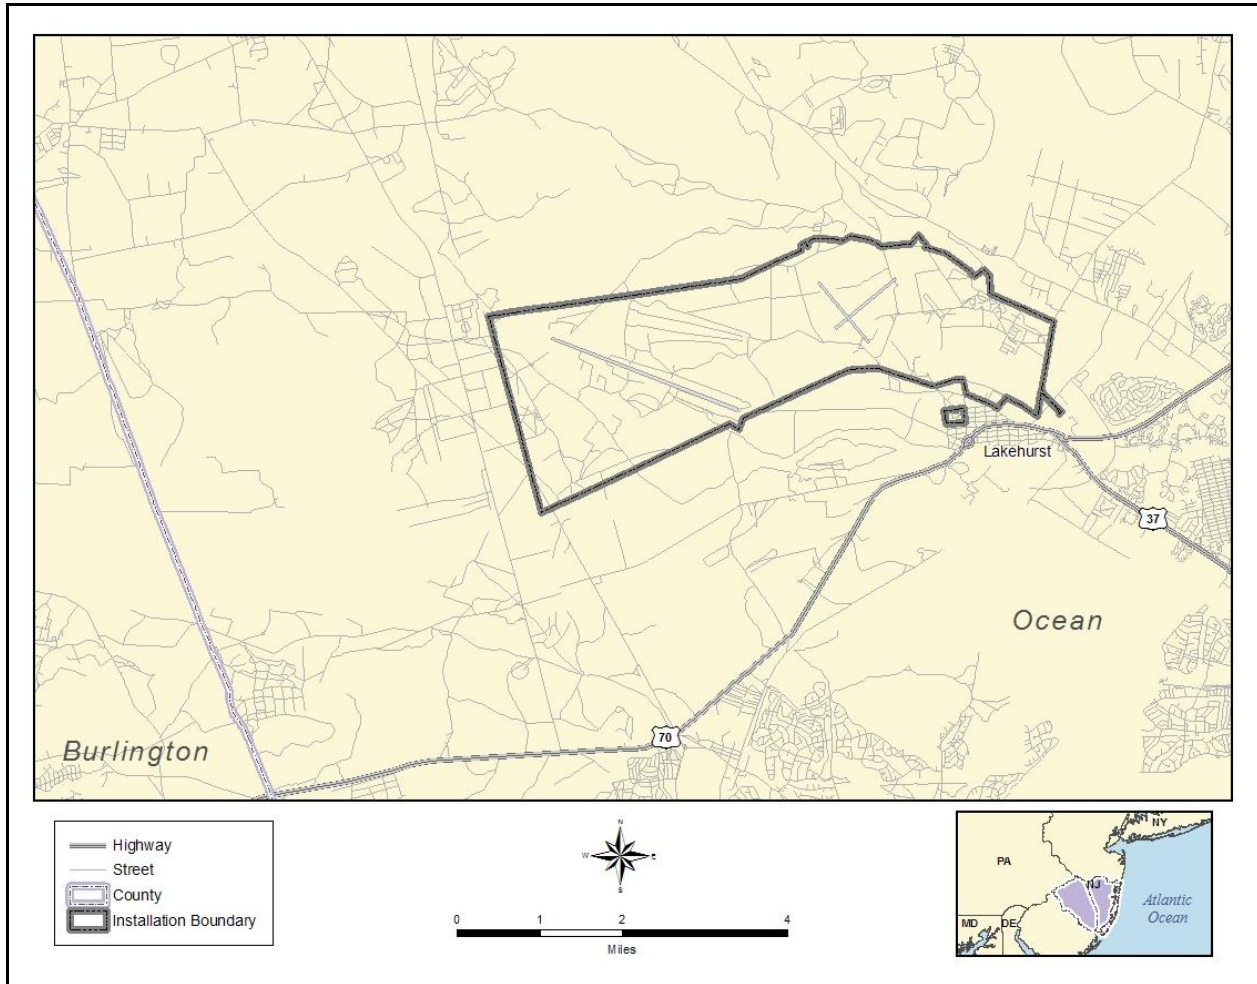 Lakehurst
37
Ocean
70
Burlington
Highway
Street
County
Installation Boundary
N
W
E
S
0 1 2 4
Miles
NY
PA
NJ
MD
DE
Atlantic
Ocean